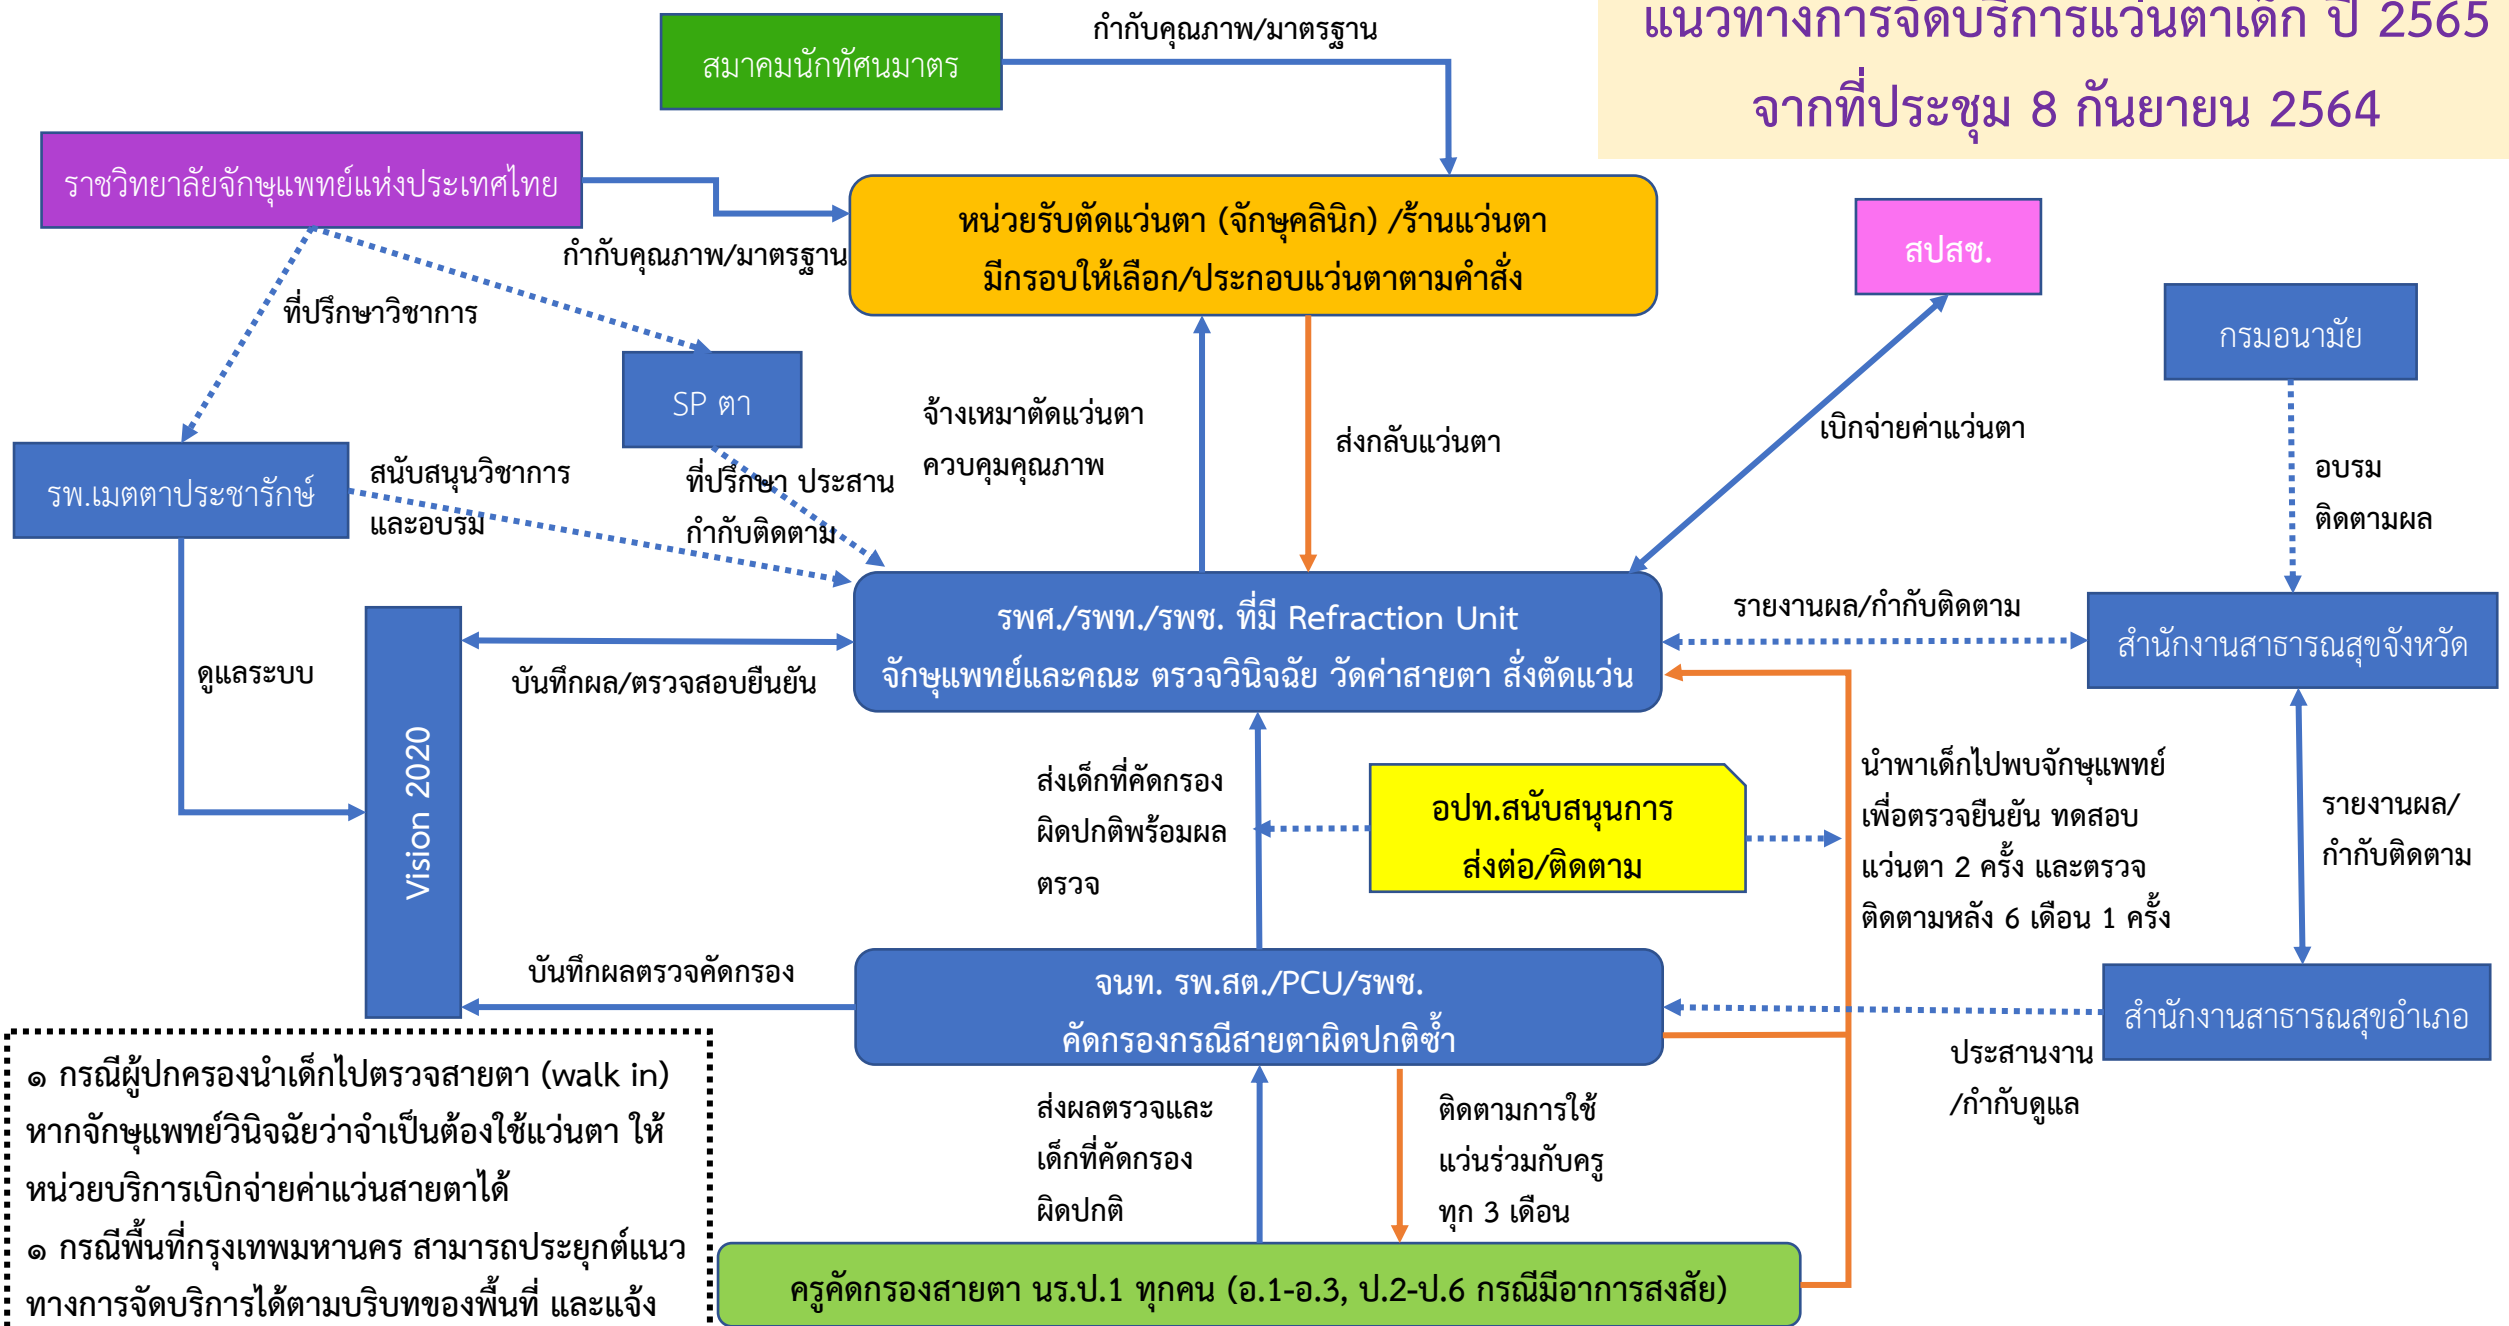 แนวทางการจัดบริการแว่นตาเด็ก ปี 2565
จากที่ประชุม 8 กันยายน 2564
สมาคมนักทัศนมาตร
กำกับคุณภาพ/มาตรฐาน
ราชวิทยาลัยจักษุแพทย์แห่งประเทศไทย
กำกับคุณภาพ/มาตรฐาน
หน่วยรับตัดแว่นตา (จักษุคลินิก) /ร้านแว่นตา
มีกรอบให้เลือก/ประกอบแว่นตาตามคำสั่ง
สปสช.
กรมอนามัย
ที่ปรึกษาวิชาการ
SP ตา
จ้างเหมาตัดแว่นตา
ควบคุมคุณภาพ
ส่งกลับแว่นตา
เบิกจ่ายค่าแว่นตา
อบรม
ติดตามผล
รพ.เมตตาประชารักษ์
สนับสนุนวิชาการ
และอบรม
ที่ปรึกษา ประสาน
กำกับติดตาม
รพศ./รพท./รพช. ที่มี Refraction Unit
จักษุแพทย์และคณะ ตรวจวินิจฉัย วัดค่าสายตา สั่งตัดแว่น
รายงานผล/กำกับติดตาม
สำนักงานสาธารณสุขจังหวัด
ดูแลระบบ
Vision 2020
บันทึกผล/ตรวจสอบยืนยัน
ส่งเด็กที่คัดกรอง
ผิดปกติพร้อมผล
ตรวจ
อปท.สนับสนุนการ
ส่งต่อ/ติดตาม
นำพาเด็กไปพบจักษุแพทย์
เพื่อตรวจยืนยัน ทดสอบ
แว่นตา 2 ครั้ง และตรวจ
ติดตามหลัง 6 เดือน 1 ครั้ง
รายงานผล/
กำกับติดตาม
บันทึกผลตรวจคัดกรอง
จนท. รพ.สต./PCU/รพช.
คัดกรองกรณีสายตาผิดปกติซ้ำ
สำนักงานสาธารณสุขอำเภอ
ประสานงาน
/กำกับดูแล
๑ กรณีผู้ปกครองนำเด็กไปตรวจสายตา (walk in)
หากจักษุแพทย์วินิจฉัยว่าจำเป็นต้องใช้แว่นตา ให้
หน่วยบริการเบิกจ่ายค่าแว่นสายตาได้
๑ กรณีพื้นที่กรุงเทพมหานคร สามารถประยุกต์แนว
ทางการจัดบริการได้ตามบริบทของพื้นที่ และแจ้ง
ส่งผลตรวจและ
เด็กที่คัดกรอง
ผิดปกติ
ติดตามการใช้
แว่นร่วมกับครู
ทุก 3 เดือน
ครูคัดกรองสายตา นร.ป.1 ทุกคน (อ.1-อ.3, ป.2-ป.6 กรณีมีอาการสงสัย)